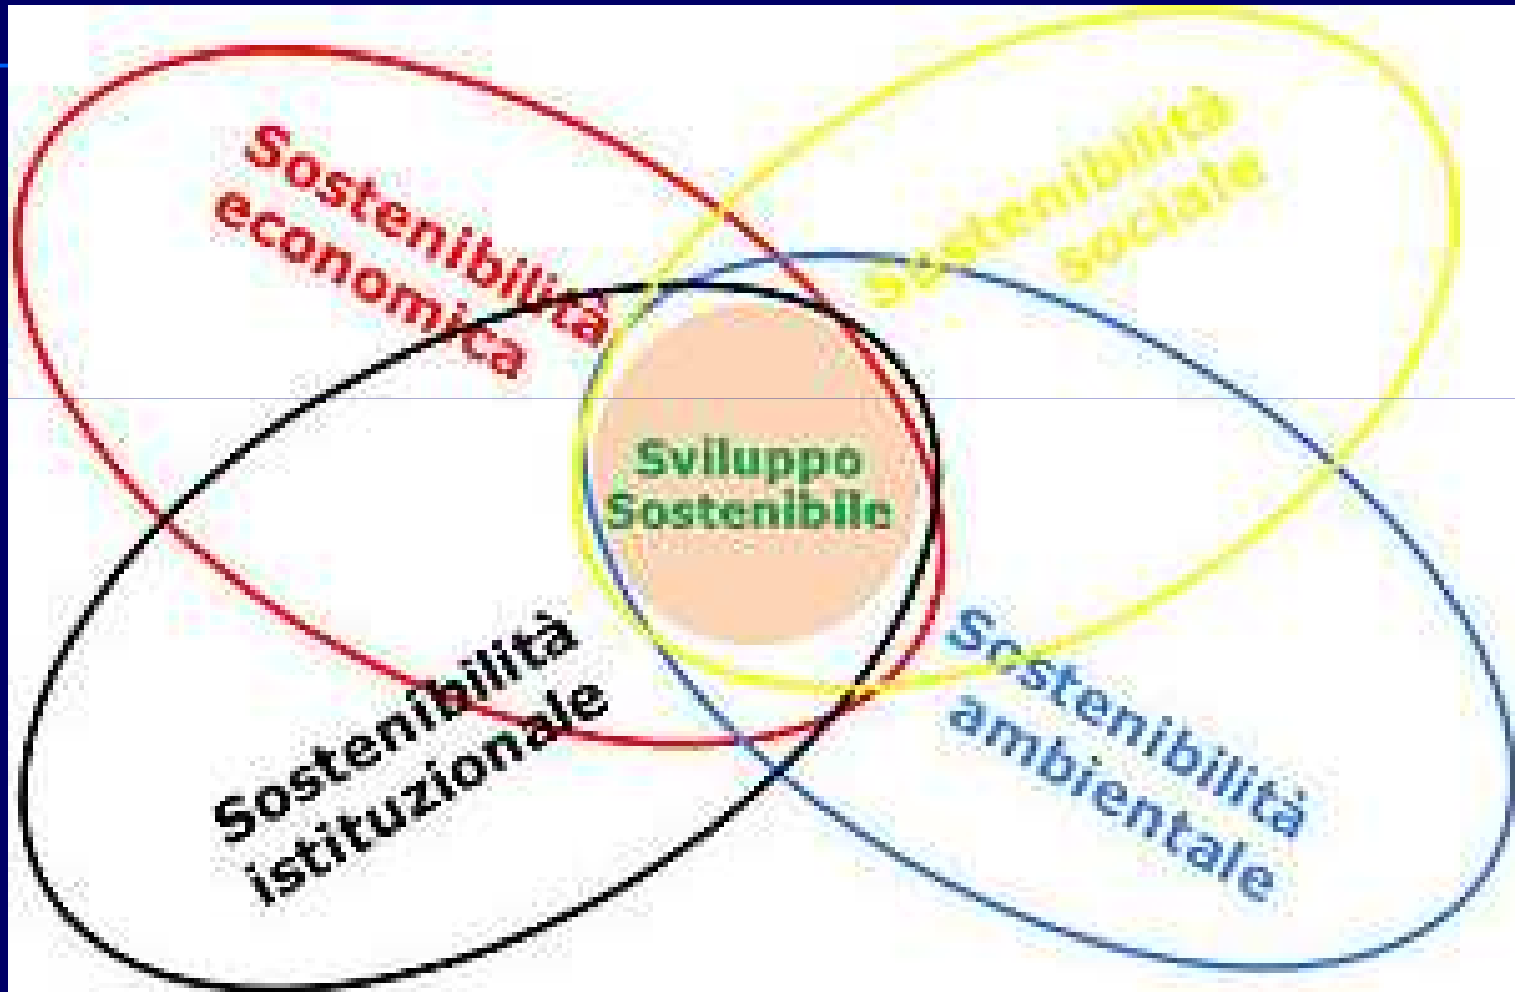 Sostenibilità
economica
Sostenibilità
sociale
Sviluppo
Sostenibile
Sostenibilità
istituzionale
Sostenibilità
ambientale